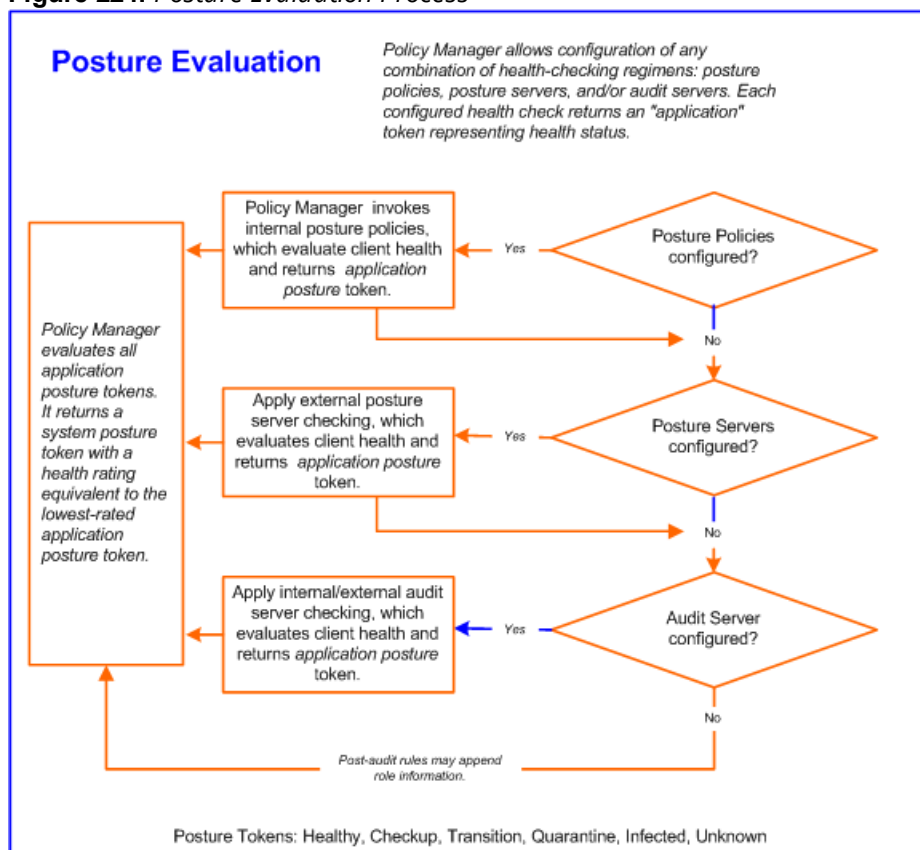 Figure 224: Posture Evaluation Process
Posture Evaluation
Policy Manager allows configuration of any
combination of health-checking regimens: posture
policies, posture servers, and/or audit servers. Each
configured health check returns an "application"
token representing health status.
Policy Manager invokes
internal posture policies,
which evaluate client health
and returns application
posture token.
Yes
Posture Policies
configured?
No
Policy Manager
evaluates all
application
posture tokens.
It returns a
system posture
token with a
health rating
equivalent to the
lowest-rated
application
posture token.
Apply external posture
server checking, which
evaluates client health and
returns application posture
token.
Yes
Posture Servers
configured?
No
Apply internal/external audit
server checking, which
evaluates client health and
returns application posture
token.
Yes
Audit Server
configured?
No
Post-audit rules may append
role information.
Posture Tokens: Healthy, Checkup, Transition, Quarantine, Infected, Unknown